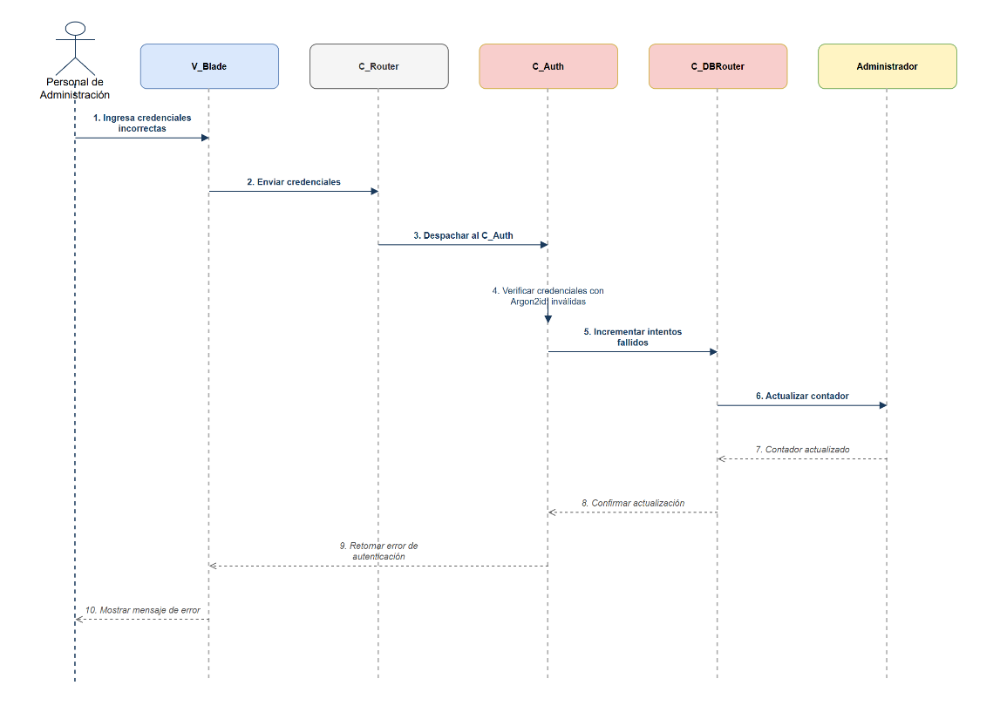 Personal de
Administración
V_Blade
C_Router
C_Auth
C_DBRouter
Administrador
1. Ingresa credenciales
incorrectas
2. Enviar credenciales
3. Despachar al C_Auth
4. Verificar credenciales con
Argon2id: inválidas
5. Incrementar intentos
fallidos
6. Actualizar contador
7. Contador actualizado
8. Confirmar actualización
9. Retornar error de
autenticación
10. Mostrar mensaje de error